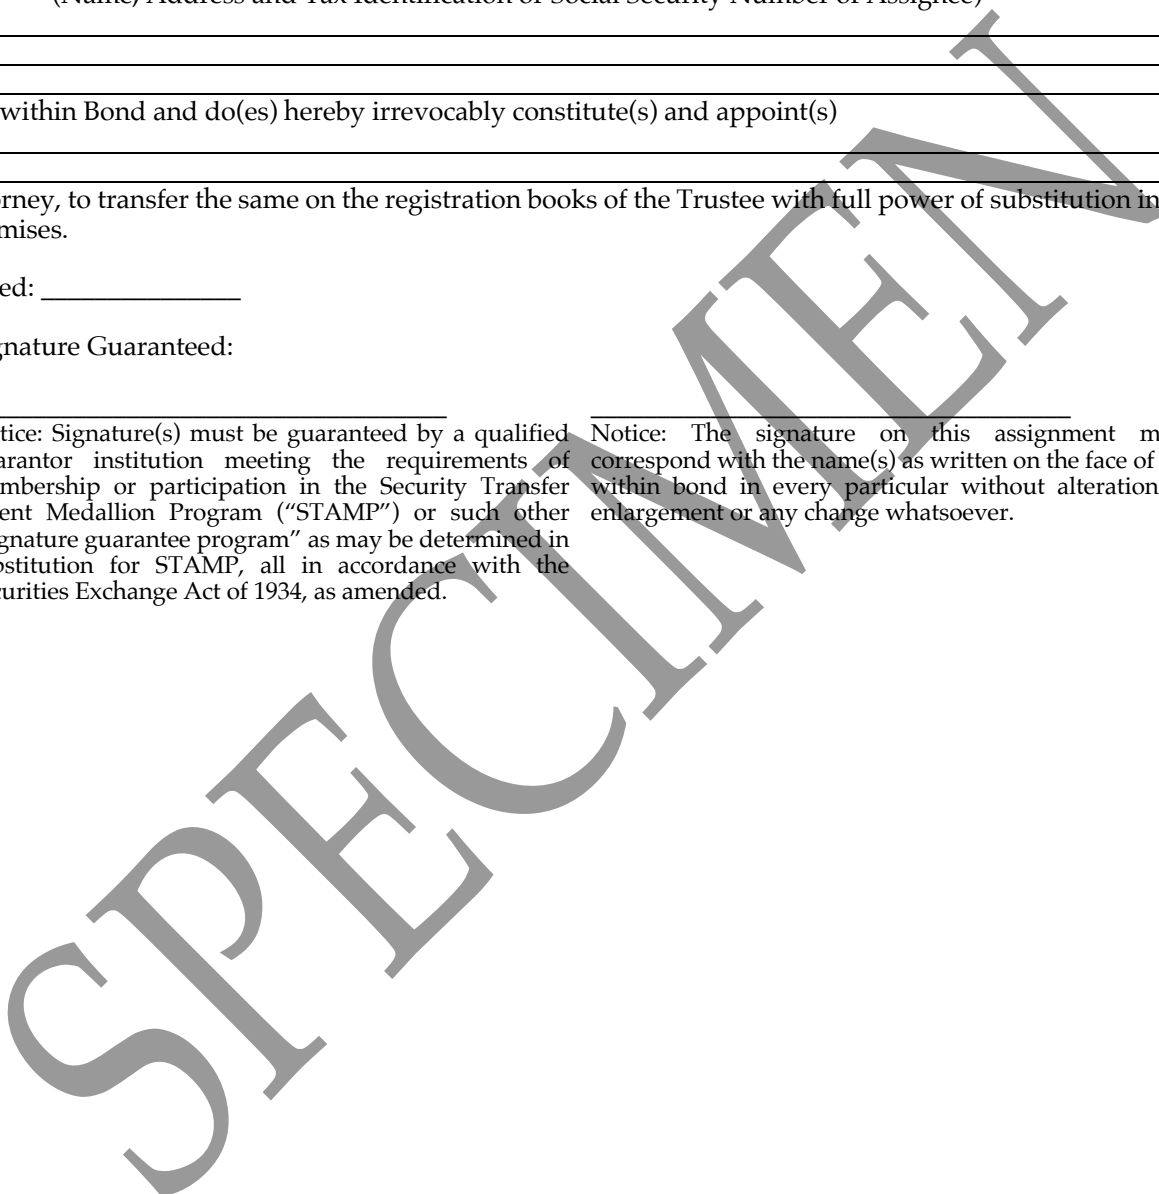 (Name, Address and Tax Identification or Social Security Number of Assignee)
within Bond and do(es) hereby irrevocably constitute(s) and appoint(s)
rney, to transfer the same on the registration books of the Trustee with full power of substitution in
mises.
ed: _______________
gnature Guaranteed:
tice: Signature(s) must be guaranteed by a qualified
arantor institution meeting the requirements of
mbership or participation in the Security Transfer
ent Medallion Program (“STAMP”) or such other
gnature guarantee program” as may be determined in
bstitution for STAMP, all in accordance with the
curities Exchange Act of 1934, as amended.
Notice: The signature on this assignment m
correspond with the name(s) as written on the face of
within bond in every particular without alteration
enlargement or any change whatsoever.
SPECIMEN